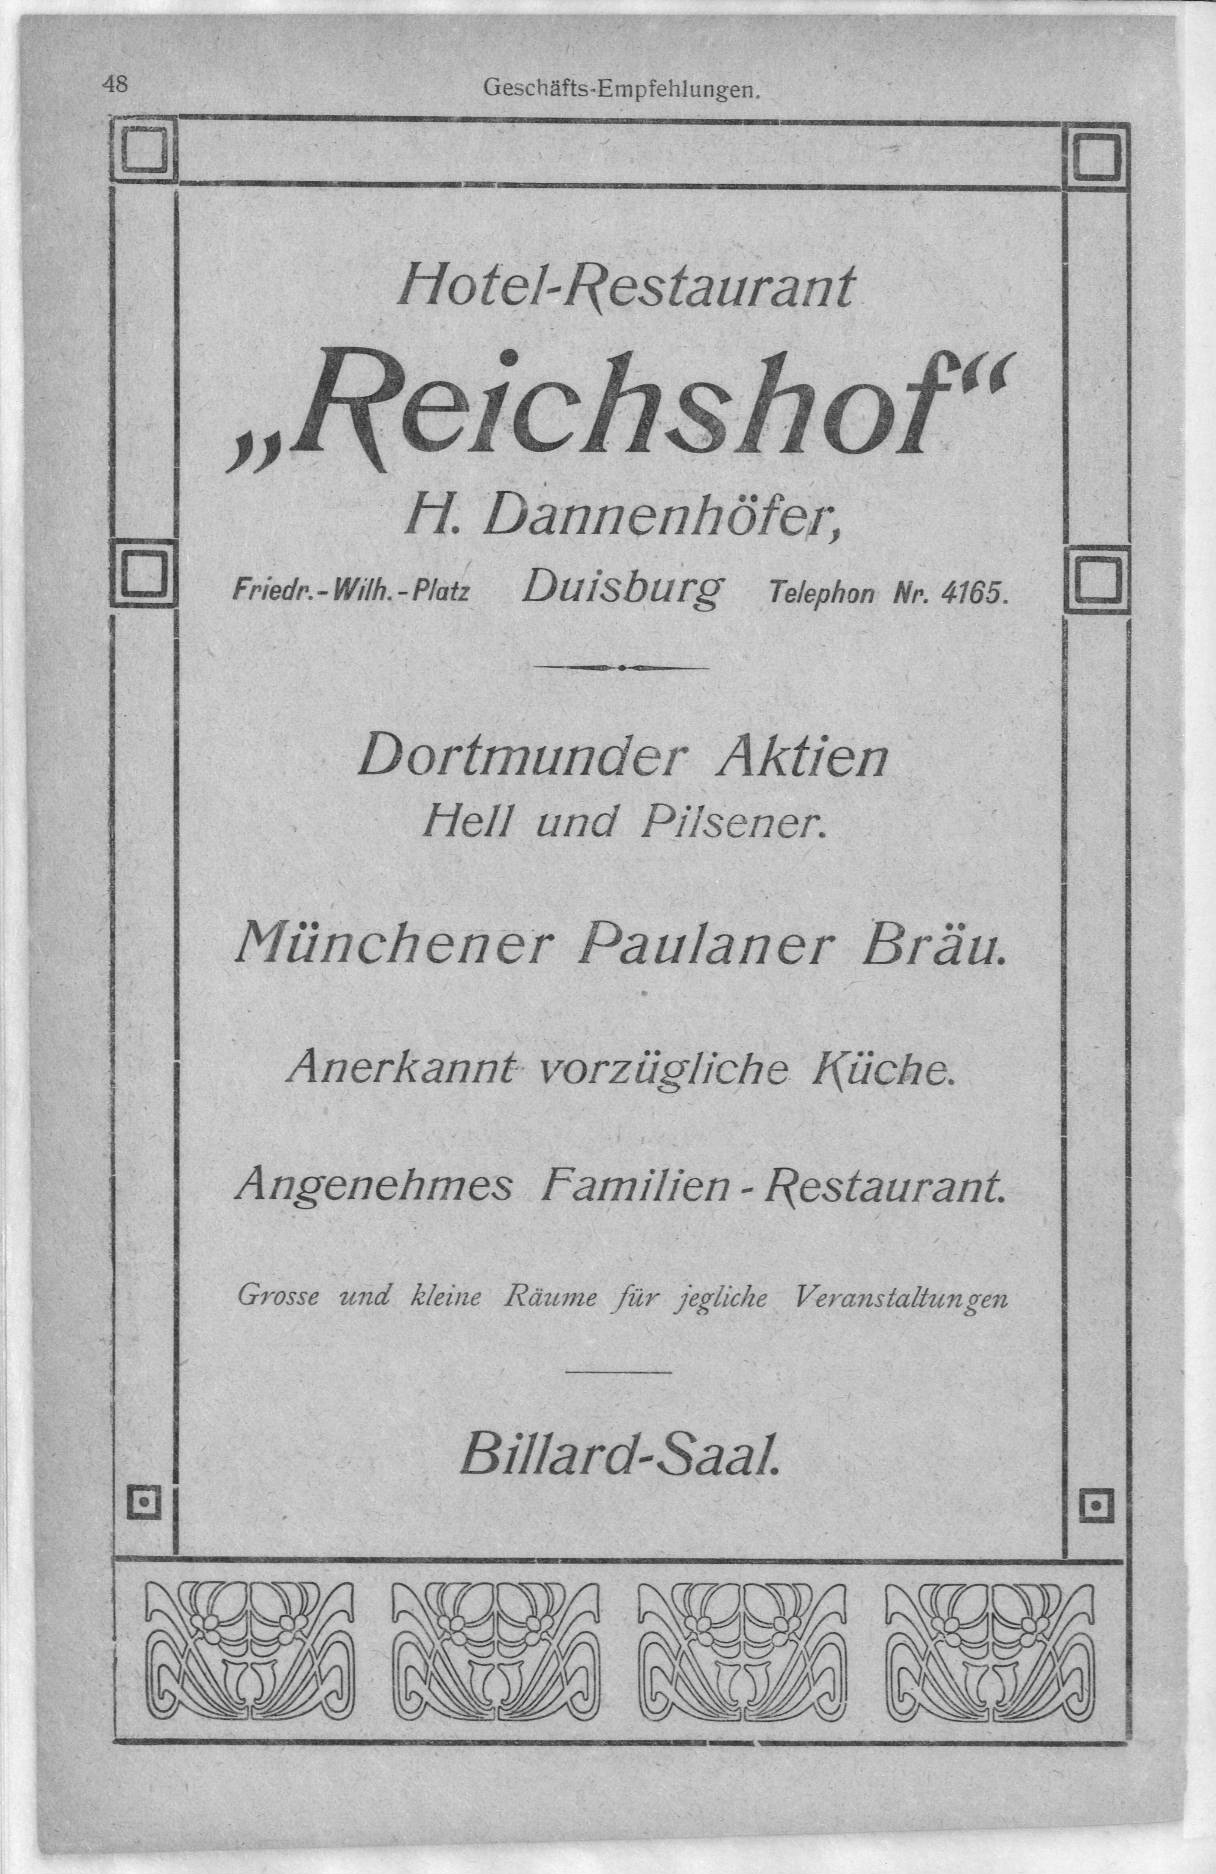 48
Geschäfts-Empfehlungen.
Hotel-Restaurant
„Reichshof“
H. Dannenhöfer,
Friedr.-Wilh.-Platz Duisburg Telephon Nr. 4165.
Dortmunder Aktien
Hell und Pilsener.
Münchener Paulaner Bräu.
Anerkannt vorzügliche Küche.
Angenehmes Familien-Restaurant.
Grosse und kleine Räume für jegliche Veranstaltungen
Billard-Saal.